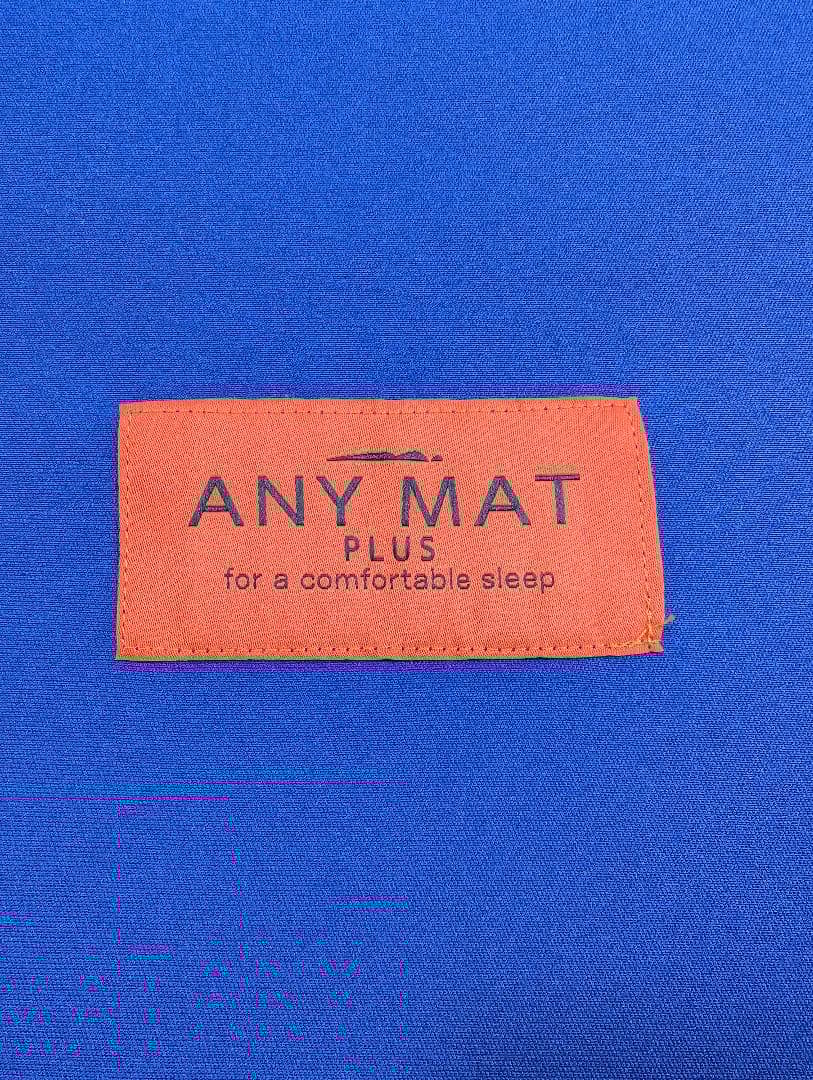 ANY MAT
PLUS
for a comfortable sleep